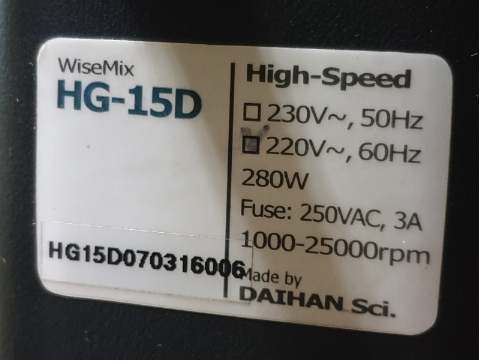 WiseMix
HG-15D
HG15D070316006
High-Speed
☐ 230V~, 50Hz
☑ 220V~, 60Hz
280W
Fuse: 250VAC, 3A
1000-25000rpm
Made by
DAIHAN Sci.